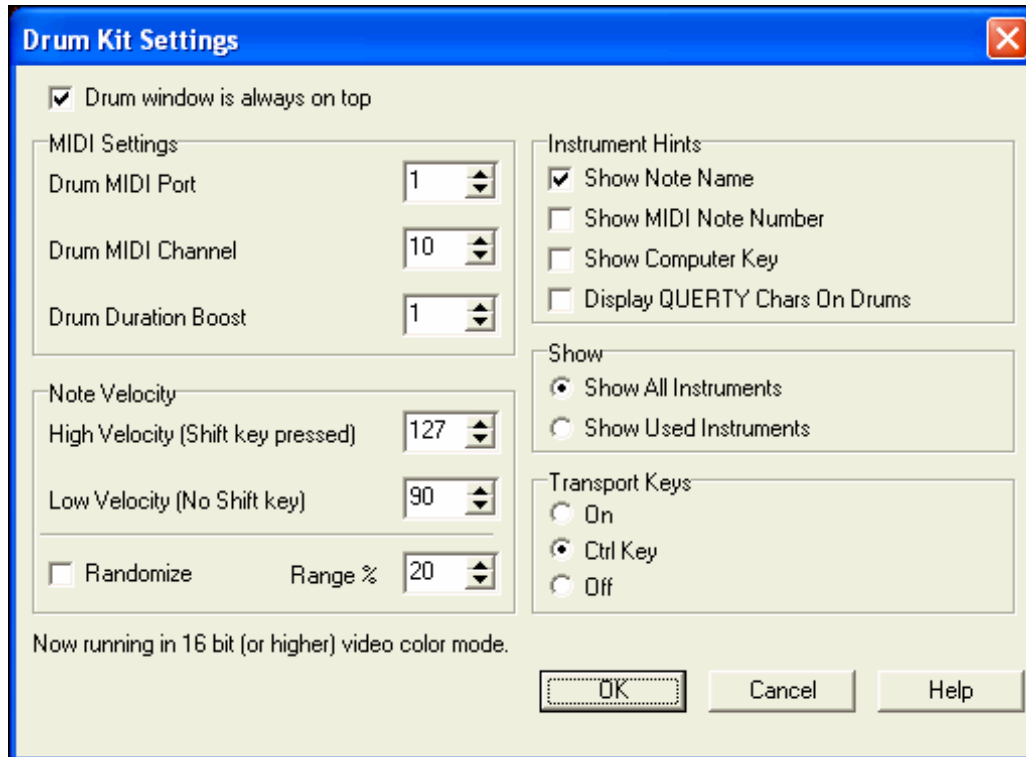 Drum Kit Settings
Drum window is always on top
MIDI Settings
Drum MIDI Port 1
Drum MIDI Channel 10
Drum Duration Boost 1
Note Velocity
High Velocity (Shift key pressed) 127
Low Velocity (No Shift key) 90
Randomize Range % 20
Instrument Hints
Show Note Name
Show MIDI Note Number
Show Computer Key
Display QUERTY Chars On Drums
Show
Show All Instruments
Show Used Instruments
Transport Keys
On
Ctrl Key
Off
Now running in 16 bit (or higher) video color mode.
OK Cancel Help